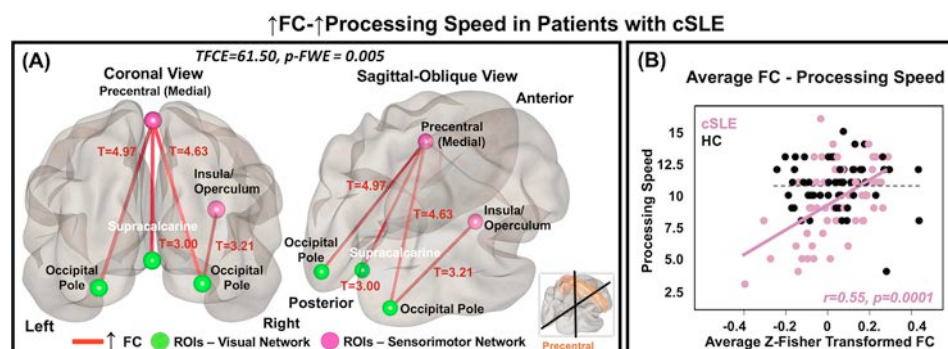 ↑FC-↑Processing Speed in Patients with cSLE
(A)
TFCE=61.50, p-FWE = 0.005
Coronal View
Precentral (Medial)
T=4.97
T=4.63
Insula/
Operculum
Supracalcarine
T=3.00
T=3.21
Occipital
Pole
Occipital
Pole
Left
Right
Sagittal-Oblique View
Anterior
Precentral
(Medial)
T=4.97
T=4.63
Insula/
Operculum
Occipital
Pole
Supracalcarine
T=3.21
T=3.00
Posterior
Occipital Pole
Precentral
↑ FC
ROIs – Visual Network
ROIs – Sensorimotor Network
(B)
Average FC - Processing Speed
cSLE
HC
Processing Speed
15
12.5
10
7.5
5.0
2.5
r=0.55, p=0.0001
-0.4 -0.2 0 0.2 0.4
Average Z-Fisher Transformed FC